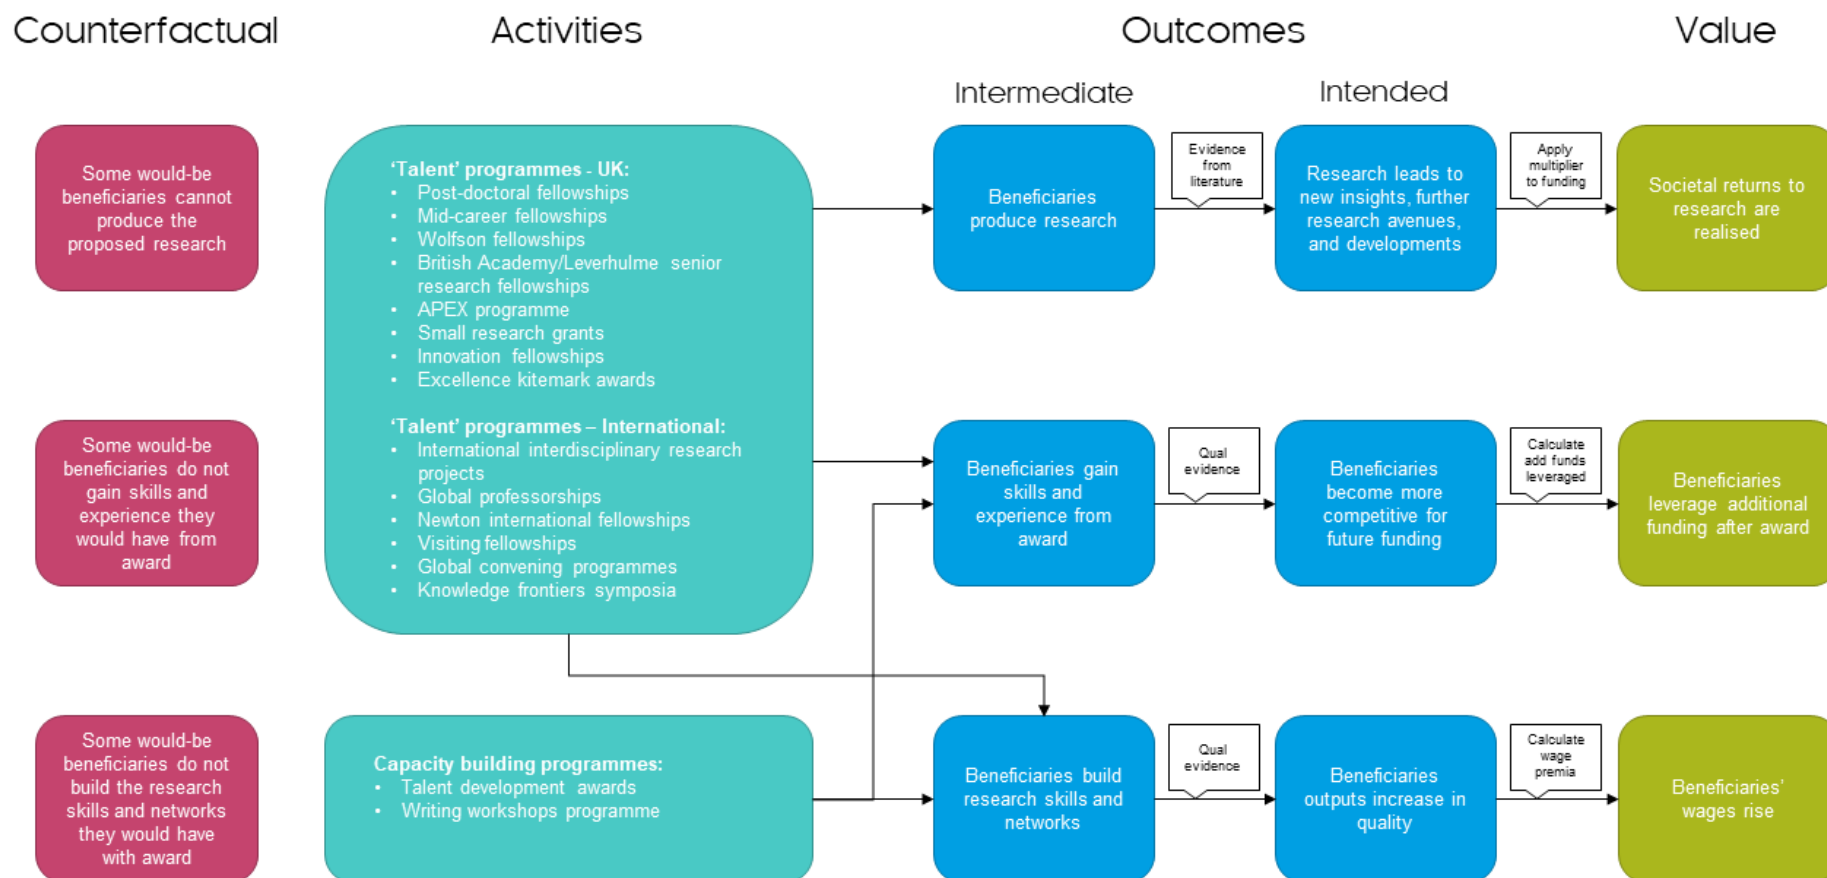 Counterfactual
Activities
Outcomes
Value
Intermediate
Intended
Some would-be
beneficiaries cannot
produce the
proposed research
‘Talent’ programmes - UK:
• Post-doctoral fellowships
• Mid-career fellowships
• Wolfson fellowships
• British Academy/Leverhulme senior
research fellowships
• APEX programme
• Small research grants
• Innovation fellowships
• Excellence kitemark awards
‘Talent’ programmes – International:
• International interdisciplinary research
projects
• Global professorships
• Newton international fellowships
• Visiting fellowships
• Global convening programmes
• Knowledge frontiers symposia
Beneficiaries
produce research
Evidence
from
literature
Research leads to
new insights, further
research avenues,
and developments
Apply
multiplier
to funding
Societal returns to
research are
realised
Some would-be
beneficiaries do not
gain skills and
experience they
would have from
award
Beneficiaries gain
skills and
experience from
award
Qual
evidence
Beneficiaries
become more
competitive for
future funding
Calculate
add funds
leveraged
Beneficiaries
leverage additional
funding after award
Some would-be
beneficiaries do not
build the research
skills and networks
they would have
with award
Capacity building programmes:
• Talent development awards
• Writing workshops programme
Beneficiaries build
research skills and
networks
Qual
evidence
Beneficiaries
outputs increase in
quality
Calculate
wage
premia
Beneficiaries’
wages rise